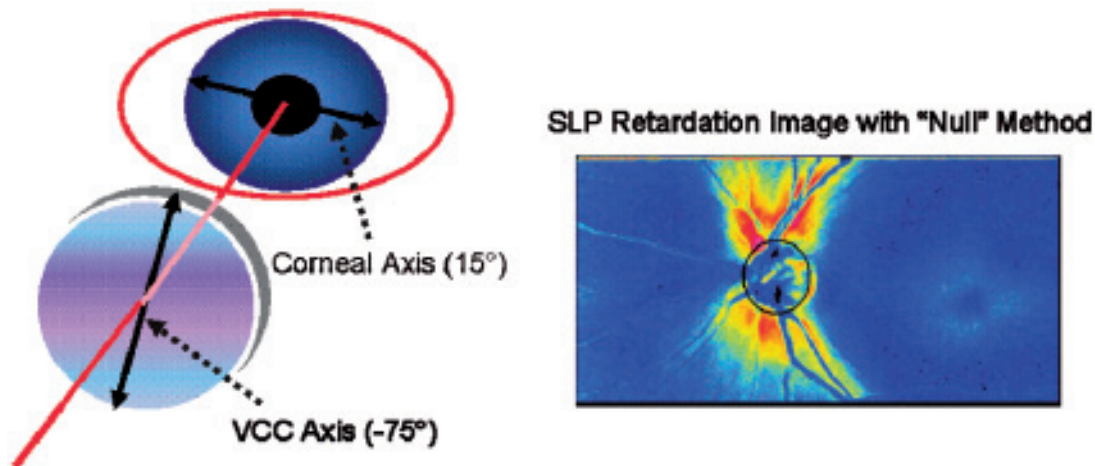 SLP Retardation Image with "Null" Method
Corneal Axis (15°)
VCC Axis (-75°)